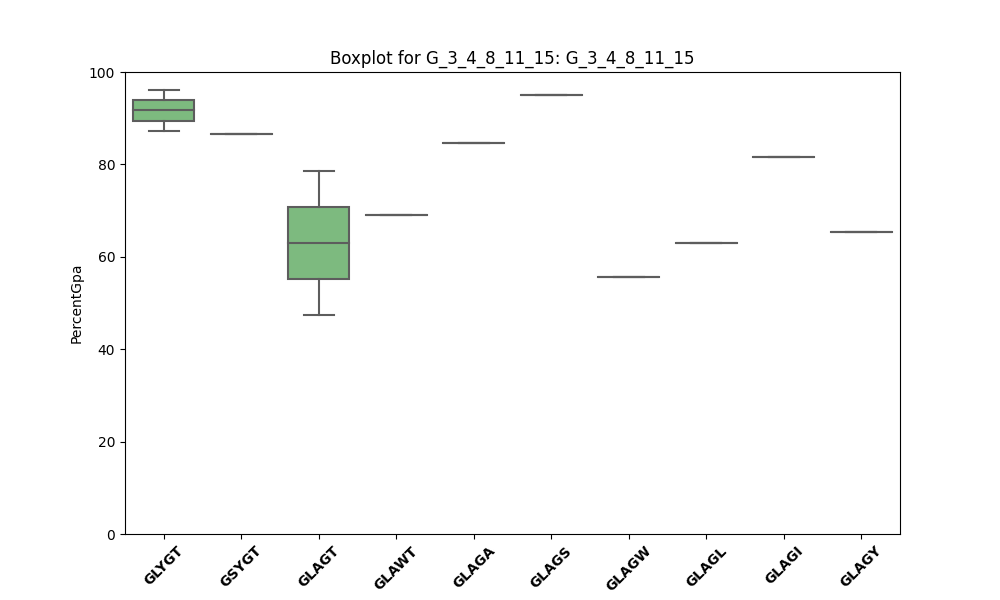 Boxplot for G_3_4_8_11_15: G_3_4_8_11_15
100
80
60
40
20
0
PercentGpa
GLYGT
GSYGT
GLAGT
GLAWT
GLAGA
GLAGS
GLAGW
GLAGL
GLAGI
GLAGY